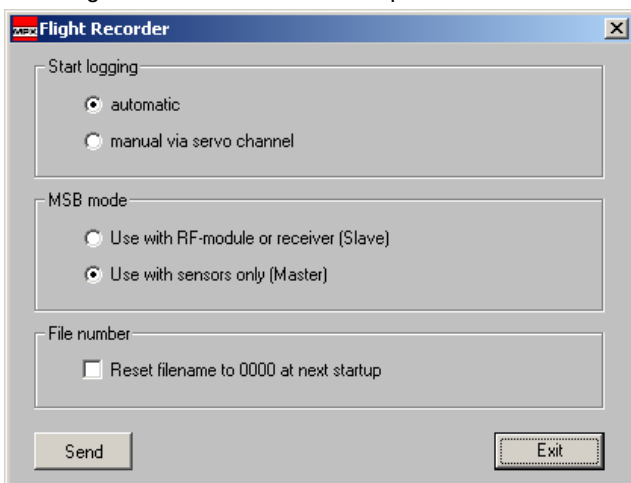 MPX Flight Recorder
Start logging
automatic
manual via servo channel
MSB mode
Use with RF-module or receiver (Slave)
Use with sensors only (Master)
File number
Reset filename to 0000 at next startup
Send Exit